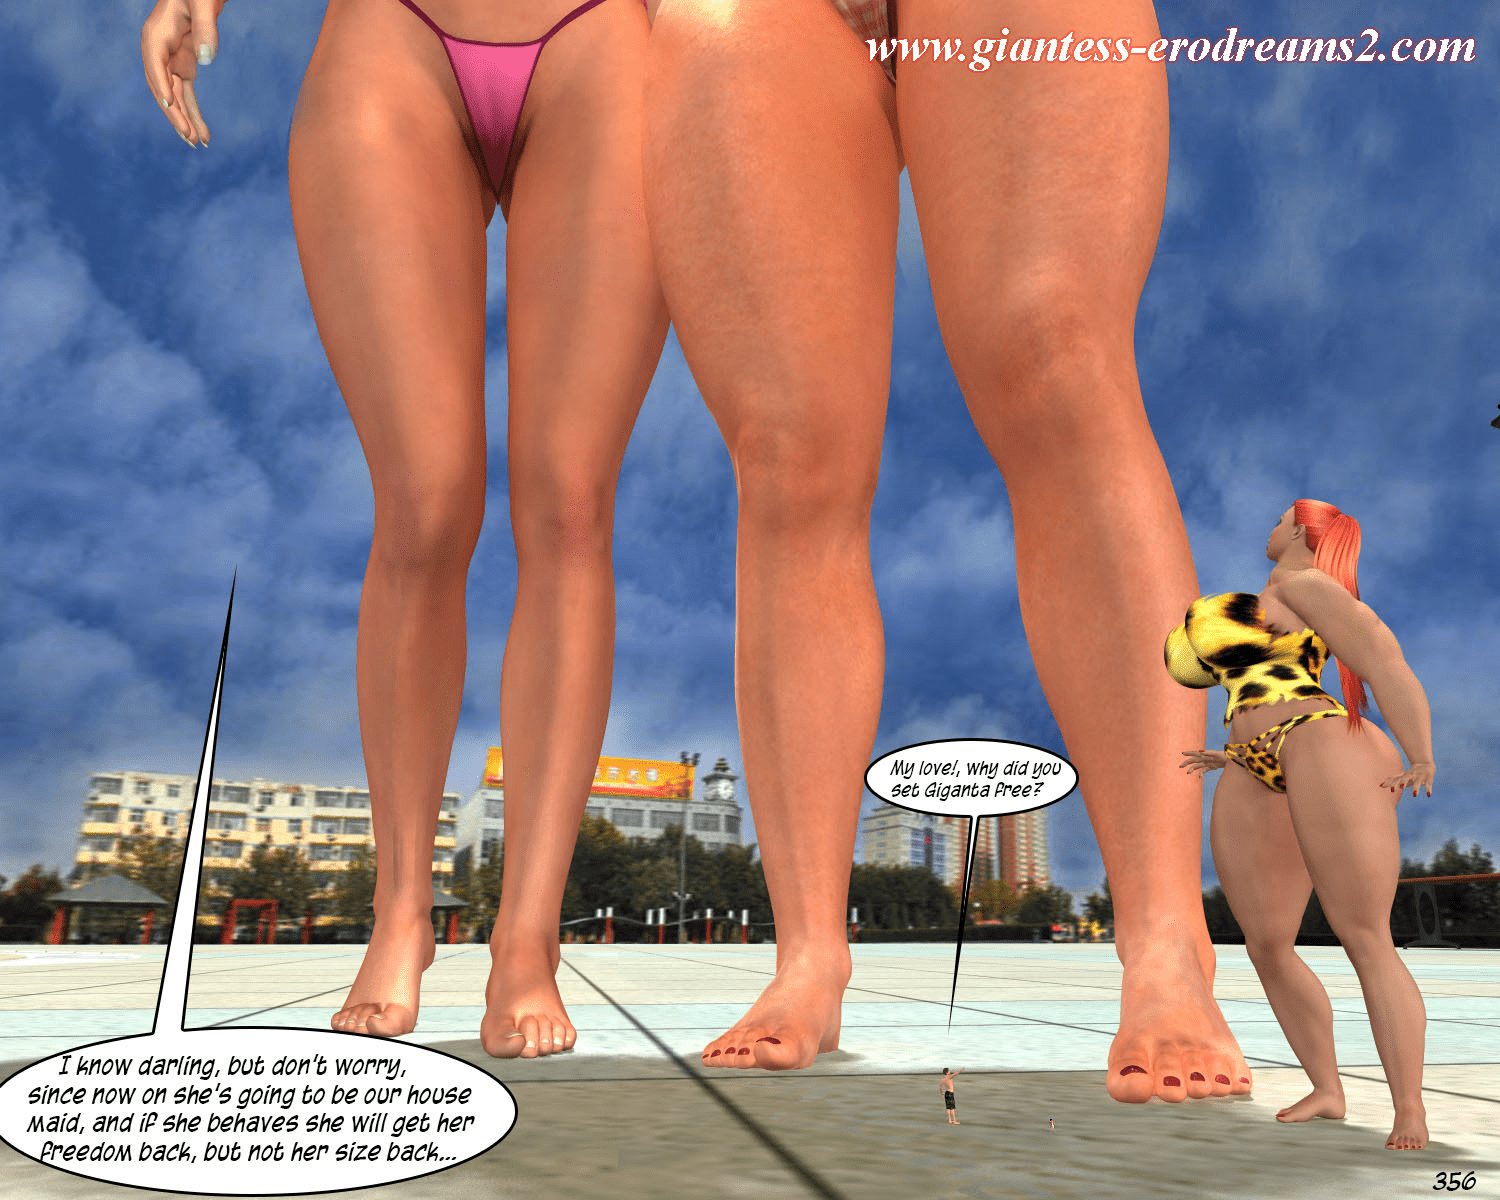 www.giantess-erodreams2.com
My love!, why did you
set Giganta free?
I know darling, but don't worry,
since now on she's going to be our house
maid, and if she behaves she will get her
freedom back, but not her size back...
356